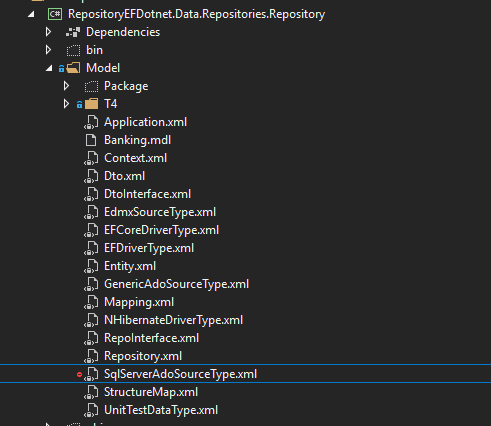 C# RepositoryEFDotnet.Data.Repositories.Repository
Dependencies
bin
Model
Package
T4
Application.xml
Banking.mdl
Context.xml
Dto.xml
DtoInterface.xml
EdmxSourceType.xml
EFCoreDriverType.xml
EFDriverType.xml
Entity.xml
GenericAdoSourceType.xml
Mapping.xml
NHibernateDriverType.xml
RepoInterface.xml
Repository.xml
SqlServerAdoSourceType.xml
StructureMap.xml
UnitTestDataType.xml